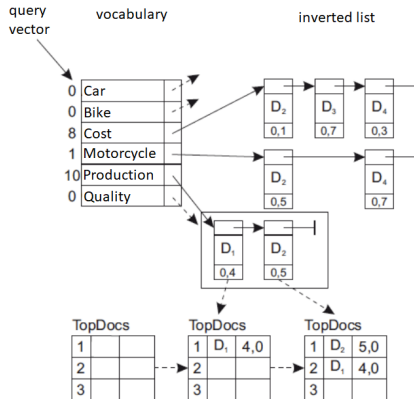 query vector
vocabulary
inverted list
0 Car
0 Bike
8 Cost
1 Motorcycle
10 Production
0 Quality
D₂ D₃ D₄
0,1 0,7 0,3
D₂ D₄
0,5 0,7
D₁ D₂
0,4 0,5
TopDocs TopDocs TopDocs
1 1 D₁ 4,0 1 D₂ 5,0
2 2 2 D₁ 4,0
3 3 3